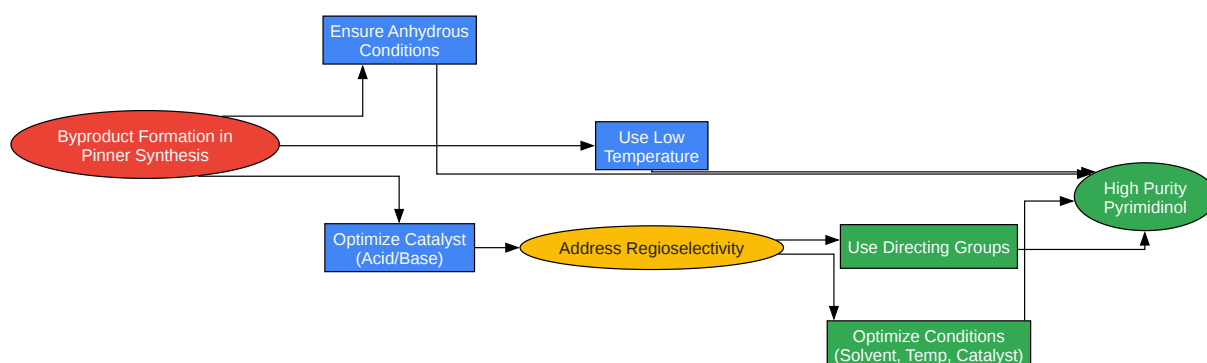 Ensure Anhydrous
Conditions
Byproduct Formation in
Pinner Synthesis
Use Low
Temperature
High Purity
Pyrimidinol
Optimize Catalyst
(Acid/Base)
Address Regioselectivity
Use Directing Groups
Optimize Conditions
(Solvent, Temp, Catalyst)